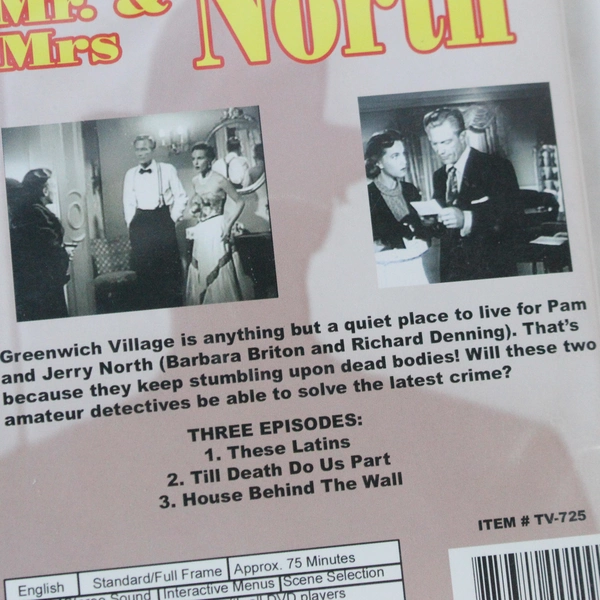 Mr. &
Mrs North
Greenwich Village is anything but a quiet place to live for Pam
and Jerry North (Barbara Briton and Richard Denning). That's
because they keep stumbling upon dead bodies! Will these two
amateur detectives be able to solve the latest crime?
THREE EPISODES:
1. These Latins
2. Till Death Do Us Part
3. House Behind The Wall
ITEM # TV-725
English Standard/Full Frame Approx. 75 Minutes
Sound Interactive Menus Scene Selection
DVD players